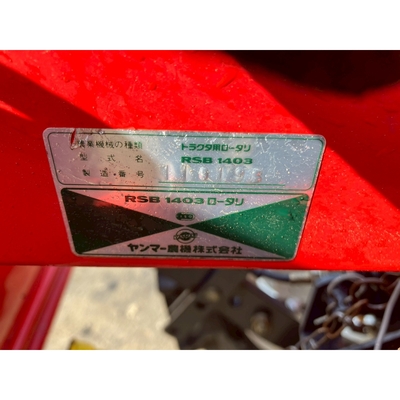 農業機械の種類 トラクタ用ロータリ
型式名 RSB 1403
製造・番号
RSB 1403 ロータリ
ヤンマー農機株式会社